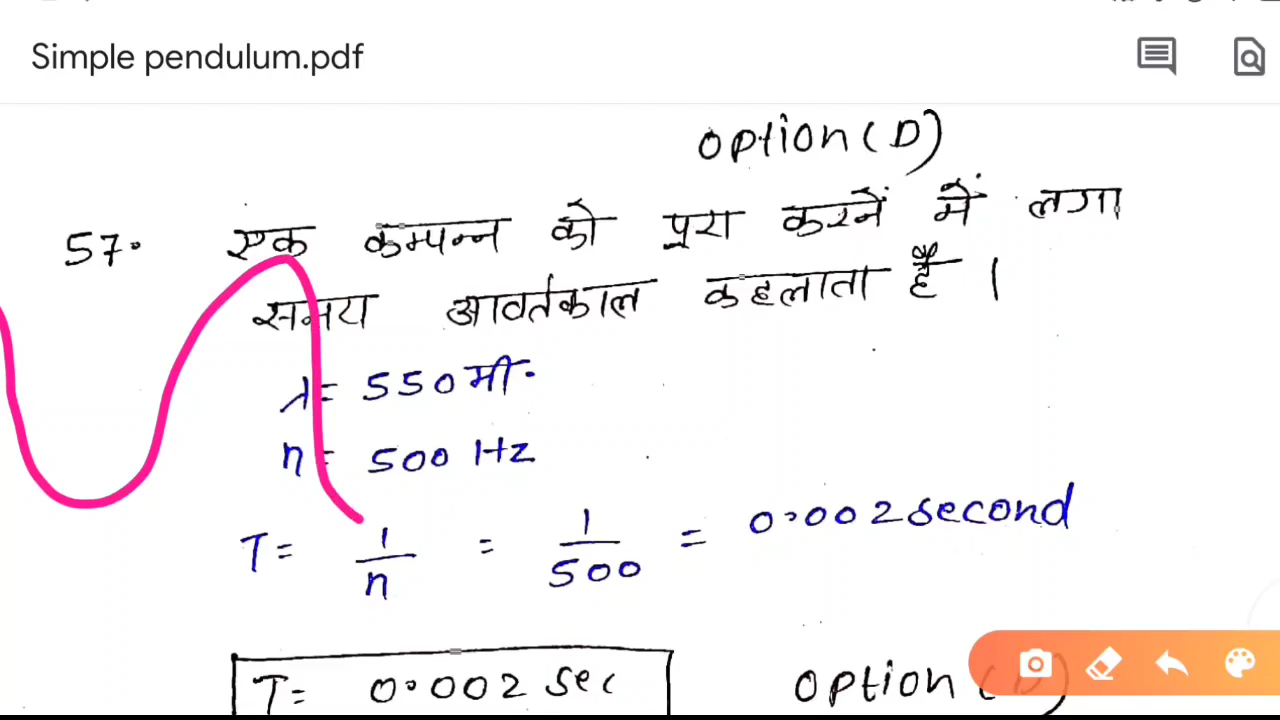 Simple pendulum.pdf
option (D)
57. एक कम्पन्न को पूरा करनें में लगा
समय आवर्तकाल कहलाता है ।
λ = 550 मी.
n = 500 Hz
T = 1/n = 1/500 = 0.002 second
T = 0.002 sec option (D)